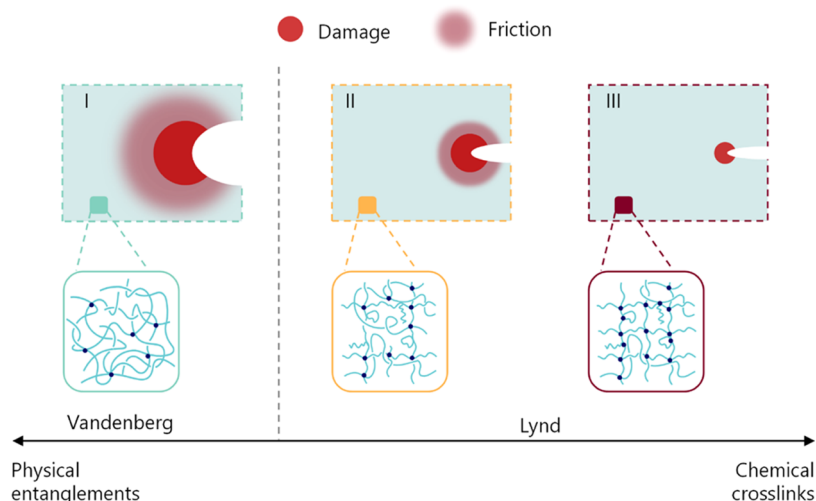 Damage
Friction
I
II
III
Vandenberg
Lynd
Physical
entanglements
Chemical
crosslinks